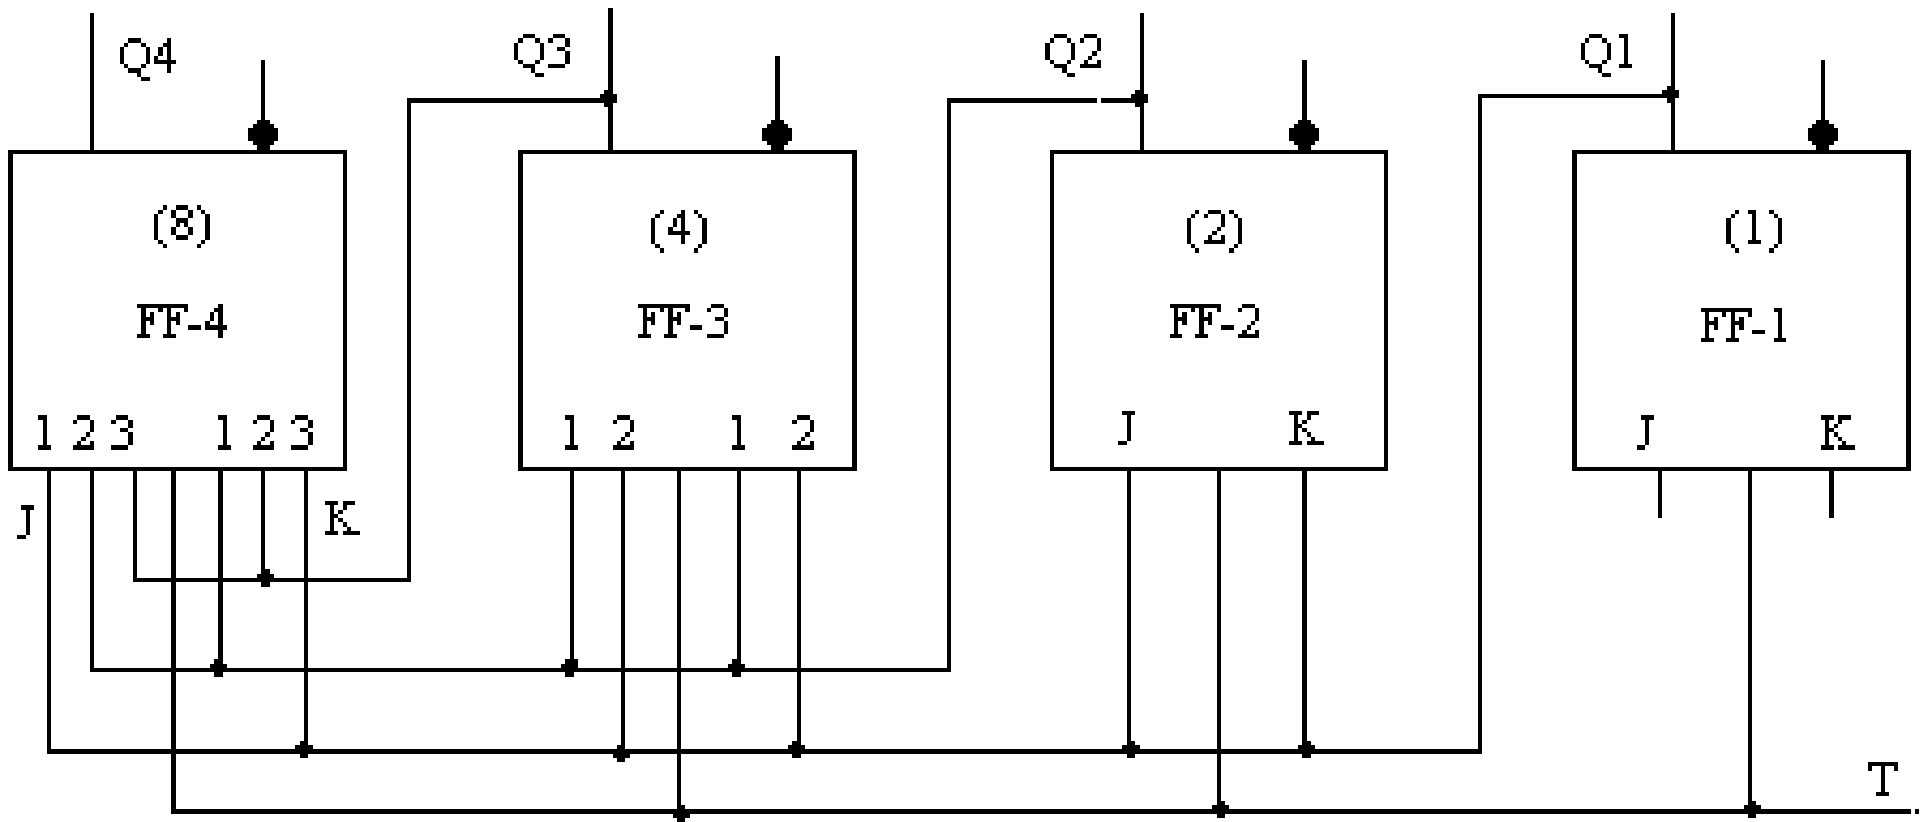 Q4 Q3 Q2 Q1
(8) (4) (2) (1)
FF-4 FF-3 FF-2 FF-1
1 2 3 1 2 3 1 2 1 2 J K J K
J K
T